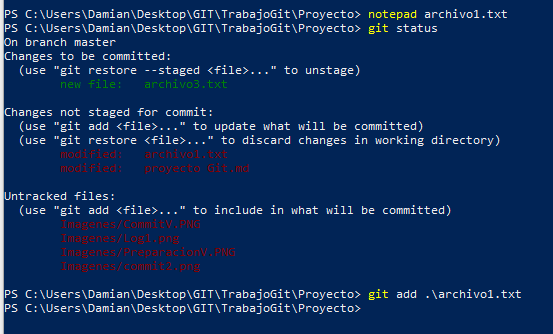 PS C:\Users\Damian\Desktop\GIT\TrabajoGit\Proyecto> notepad archivo1.txt
PS C:\Users\Damian\Desktop\GIT\TrabajoGit\Proyecto> git status
On branch master
Changes to be committed:
  (use "git restore --staged <file>..." to unstage)
        new file:   archivo3.txt

Changes not staged for commit:
  (use "git add <file>..." to update what will be committed)
  (use "git restore <file>..." to discard changes in working directory)
        modified:   archivo1.txt
        modified:   proyecto Git.md

Untracked files:
  (use "git add <file>..." to include in what will be committed)
        Imagenes/CommitV.PNG
        Imagenes/Log1.png
        Imagenes/PreparacionV.PNG
        Imagenes/commit2.png

PS C:\Users\Damian\Desktop\GIT\TrabajoGit\Proyecto> git add .\archivo1.txt
PS C:\Users\Damian\Desktop\GIT\TrabajoGit\Proyecto>